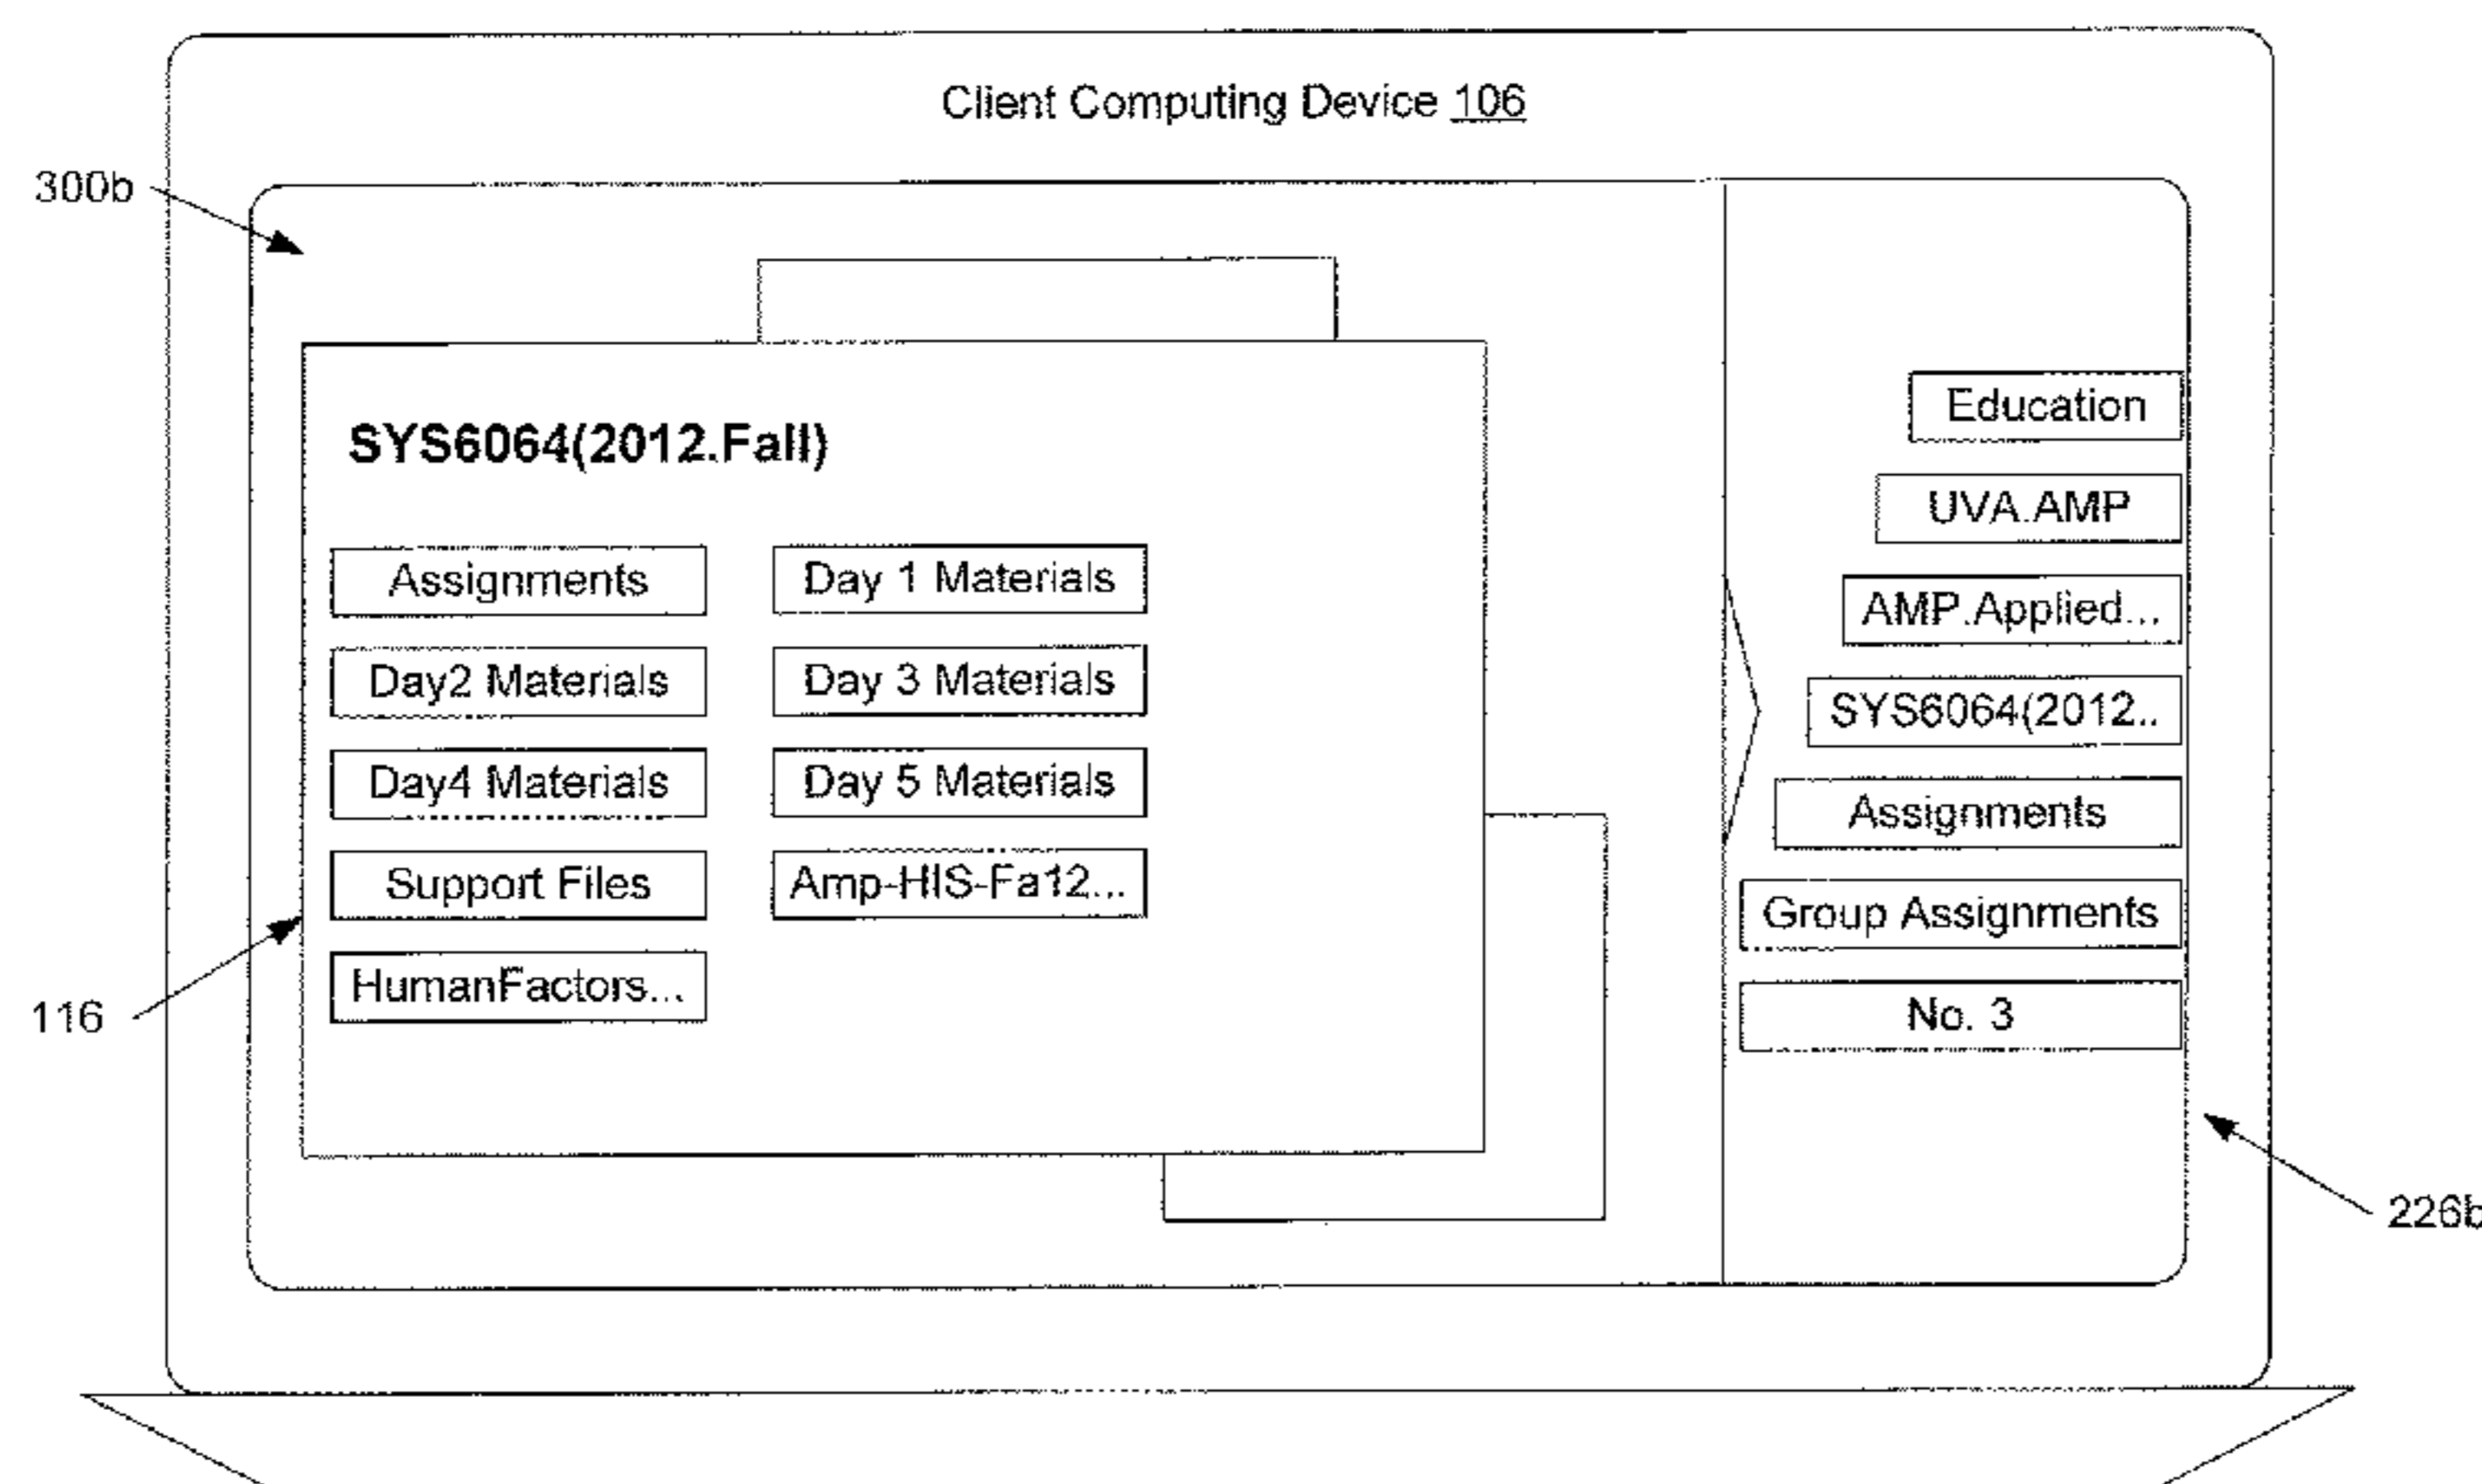 Client Computing Device 106
300b
SYS6064(2012.Fall)
Assignments
Day 1 Materials
Day2 Materials
Day 3 Materials
Day4 Materials
Day 5 Materials
Support Files
Amp-HIS-Fa12...
HumanFactors...
116
Education
UVA.AMP
AMP.Applied...
SYS6064(2012..
Assignments
Group Assignments
No. 3
226b